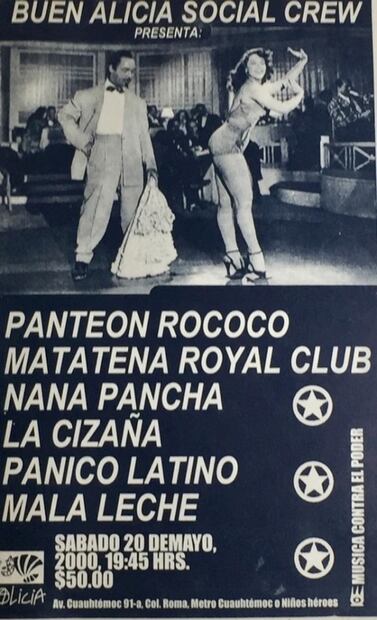 BUEN ALICIA SOCIAL CREW
PRESENTA:
PANTEON ROCOCO
MATATENA ROYAL CLUB
NANA PANCHA
LA CIZAÑA
PANICO LATINO
MALA LECHE
MUSICA CONTRA EL PODER
SABADO 20 DEMAYO,
2000, 19:45 HRS.
$50.00
aliciA
Av. Cuauhtémoc 91-a, Col. Roma, Metro Cuauhtémoc o Niños héroes